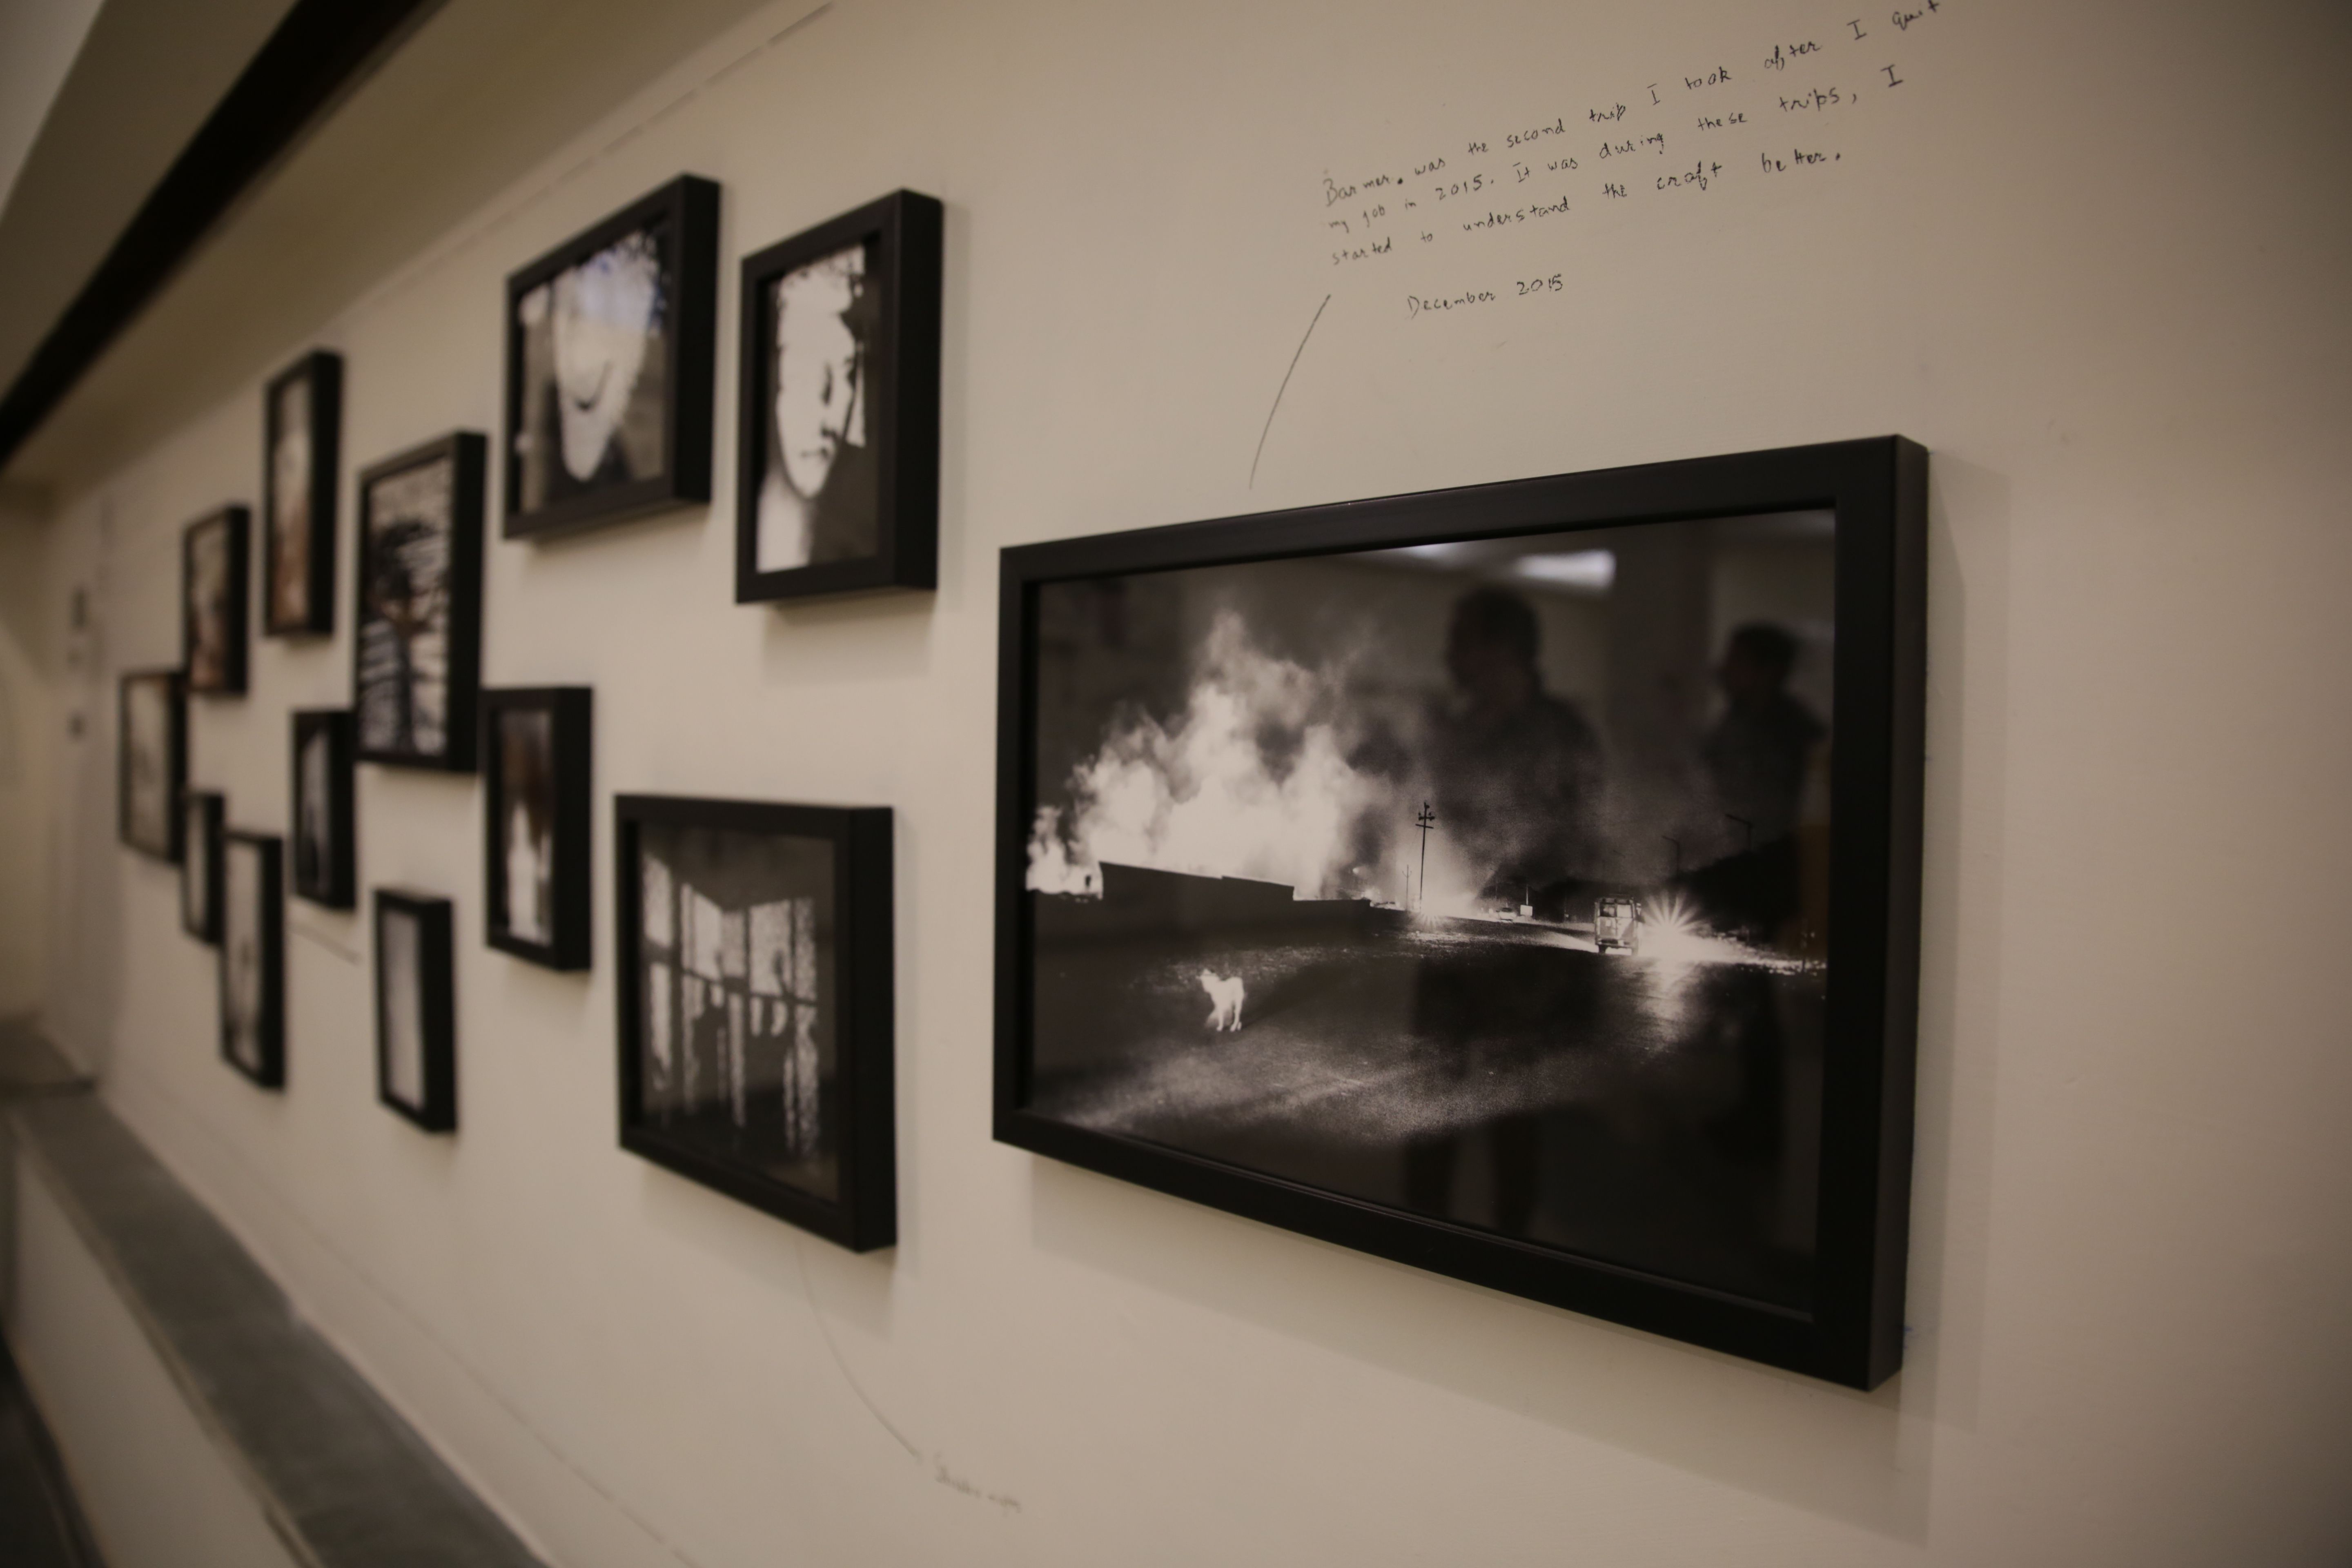 Barmer. was the second trip I took after I quit
my job in 2015. It was during these trips, I
started to understand the craft better.
December 2015